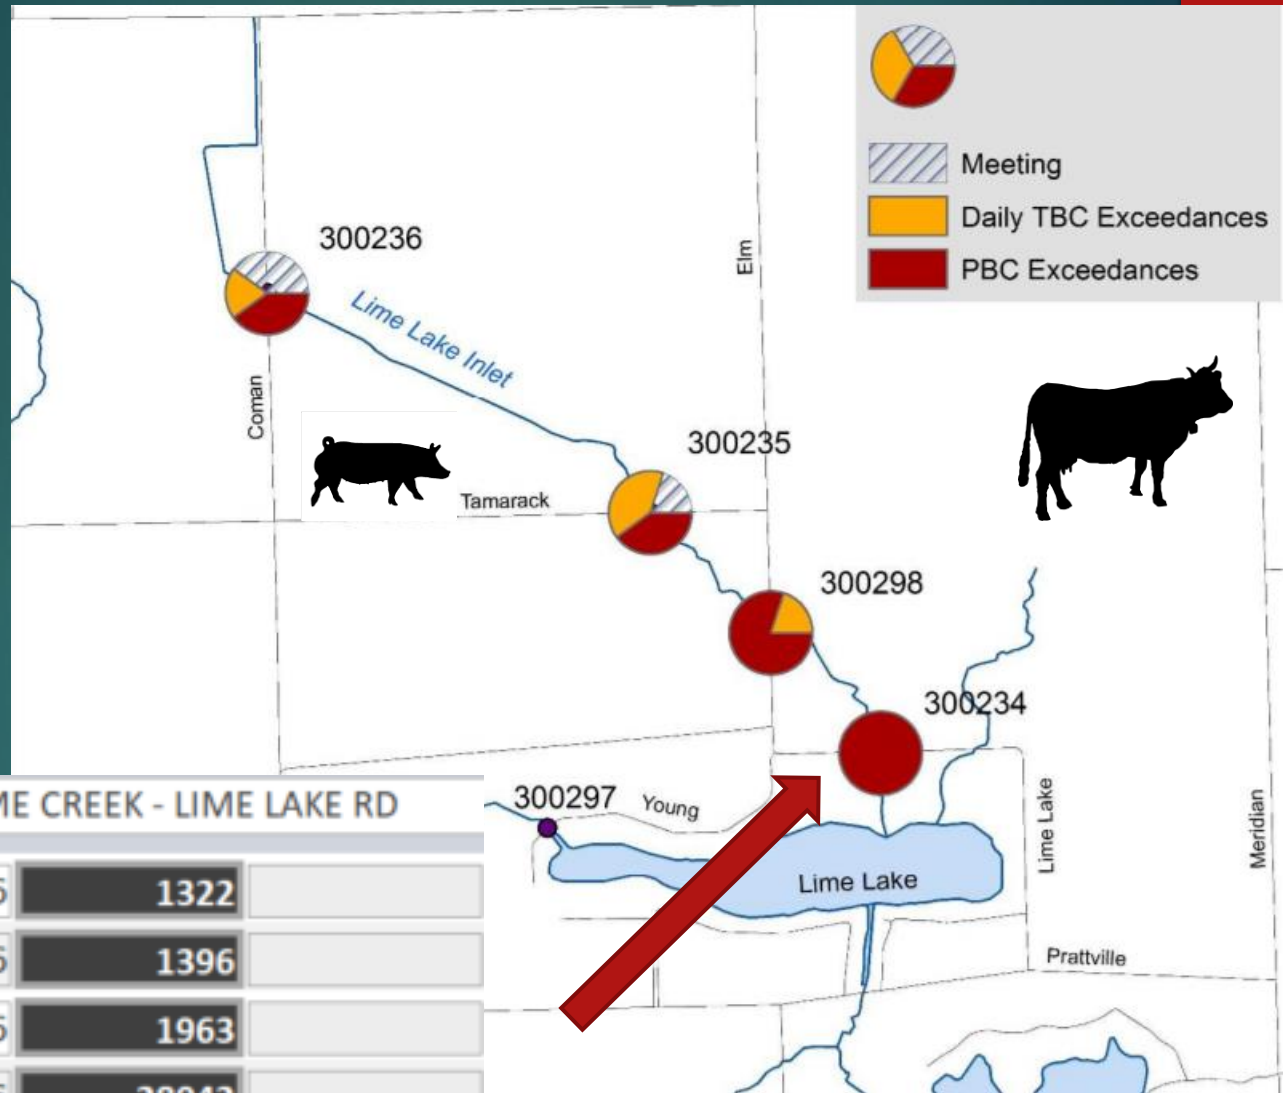 Meeting
Daily TBC Exceedances
PBC Exceedances
300236
Elm
Lime Lake Inlet
Coman
300235
Tamarack
300298
300234
300297
Young
Lime Lake
Lime Lake
Meridian
Prattville
CREEK - LIME LAKE RD
1322
1396
1963